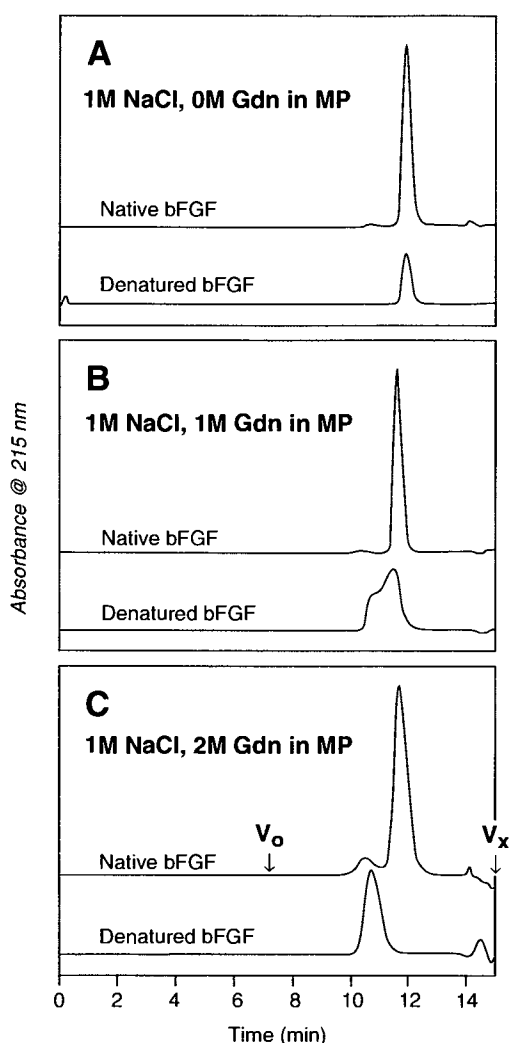 A
1M NaCl, 0M Gdn in MP
Native bFGF
Denatured bFGF
B
1M NaCl, 1M Gdn in MP
Native bFGF
Denatured bFGF
Absorbance @ 215 nm
C
1M NaCl, 2M Gdn in MP
Vo
Vx
Native bFGF
Denatured bFGF
0 2 4 6 8 10 12 14
Time (min)